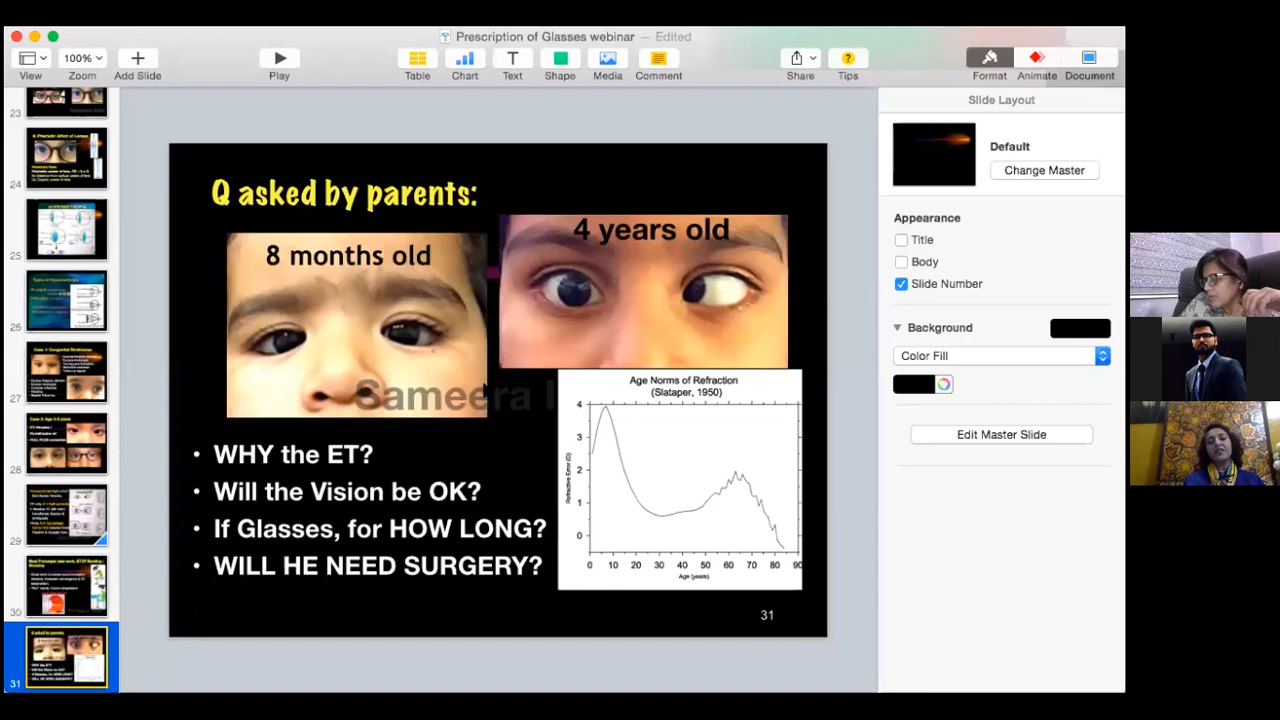 Prescription of Glasses webinar — Edited
View
100%
Zoom
Add Slide
Play
Table
Chart
Text
Shape
Media
Comment
Share
Tips
Format
Animate
Document
Slide Layout
Default
Change Master
Appearance
Title
Body
Slide Number
Background
Color Fill
Edit Master Slide
23
24
25
26
27
28
29
30
31
Q asked by parents:
8 months old
4 years old
Sameera I
• WHY the ET?
• Will the Vision be OK?
• If Glasses, for HOW LONG?
• WILL HE NEED SURGERY?
Age Norms of Refraction
(Slataper, 1950)
Refractive Error (D)
4
3
2
1
0
0 10 20 30 40 50 60 70 80 90
Age (years)
31